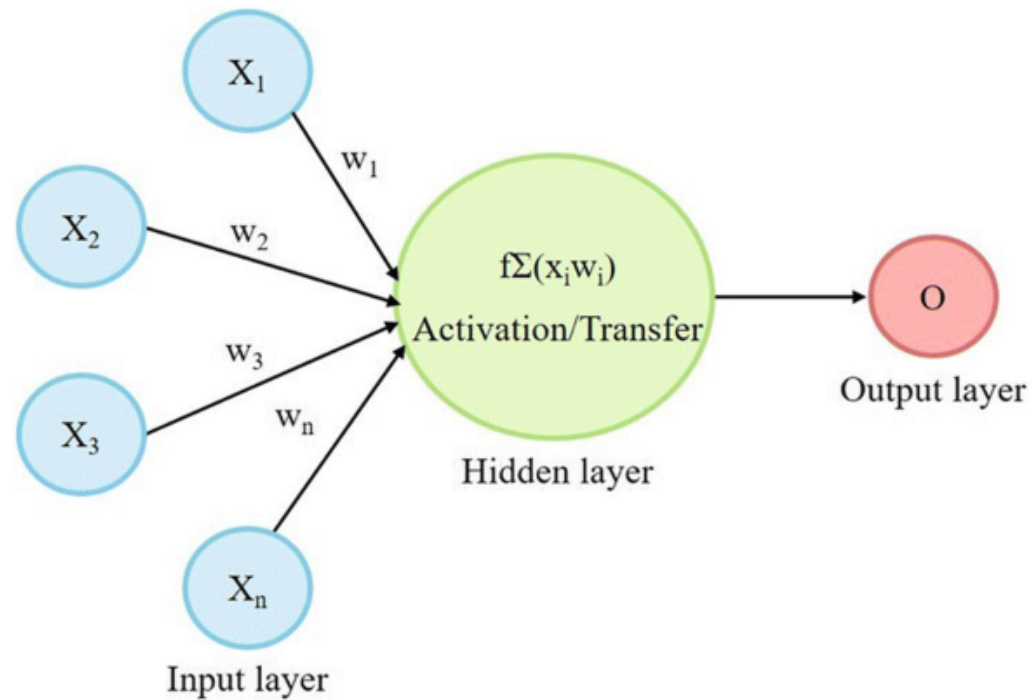 X₁
w₁
X₂
w₂
fΣ(xᵢwᵢ)
Activation/Transfer
O
w₃
Output layer
X₃
wₙ
Hidden layer
Xₙ
Input layer